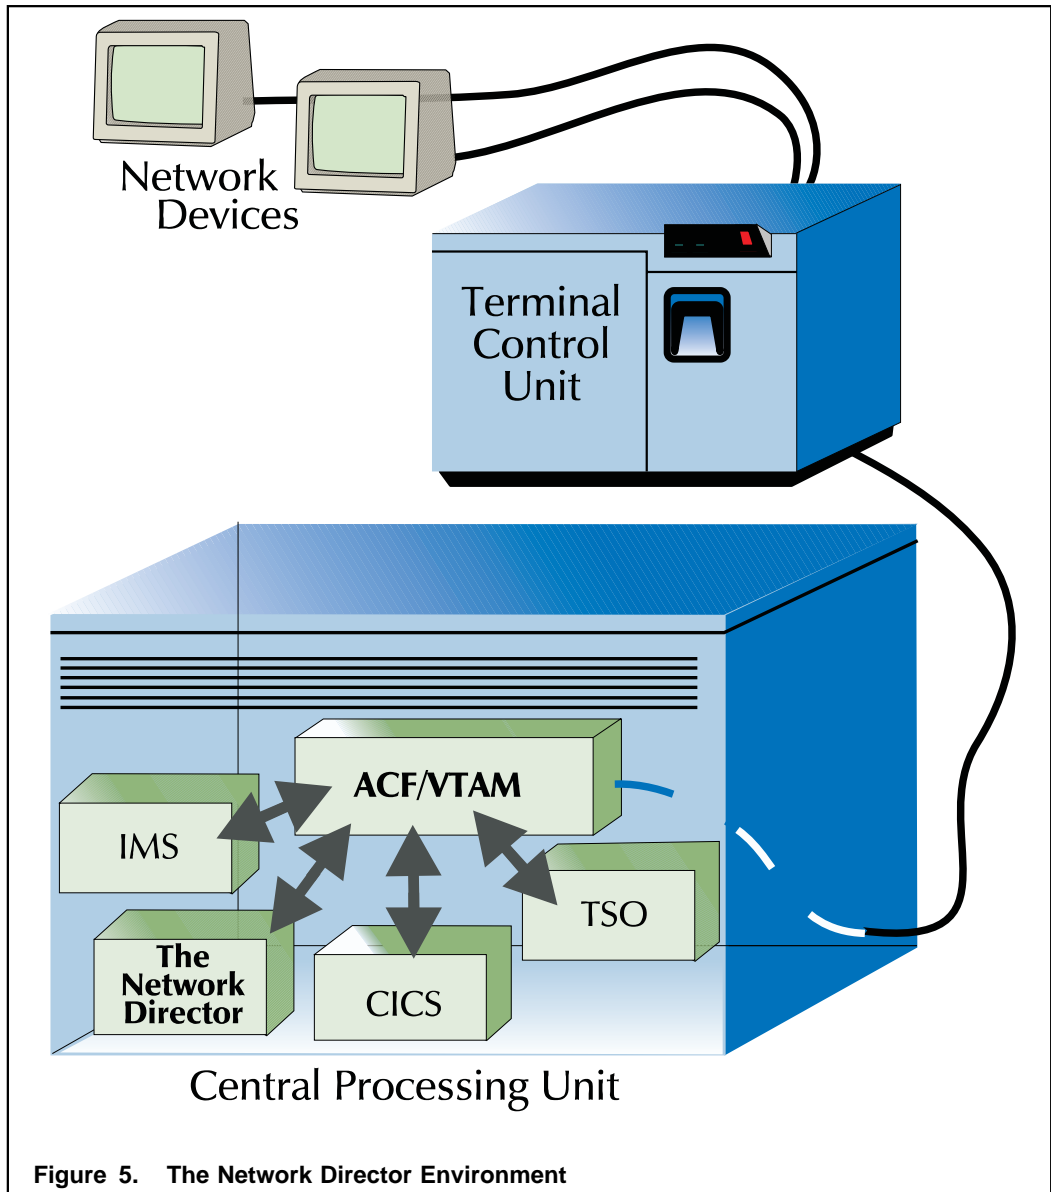 Network
Devices
Terminal
Control
Unit
ACF/VTAM
IMS
TSO
The
Network
Director
CICS
Central Processing Unit
Figure 5. The Network Director Environment